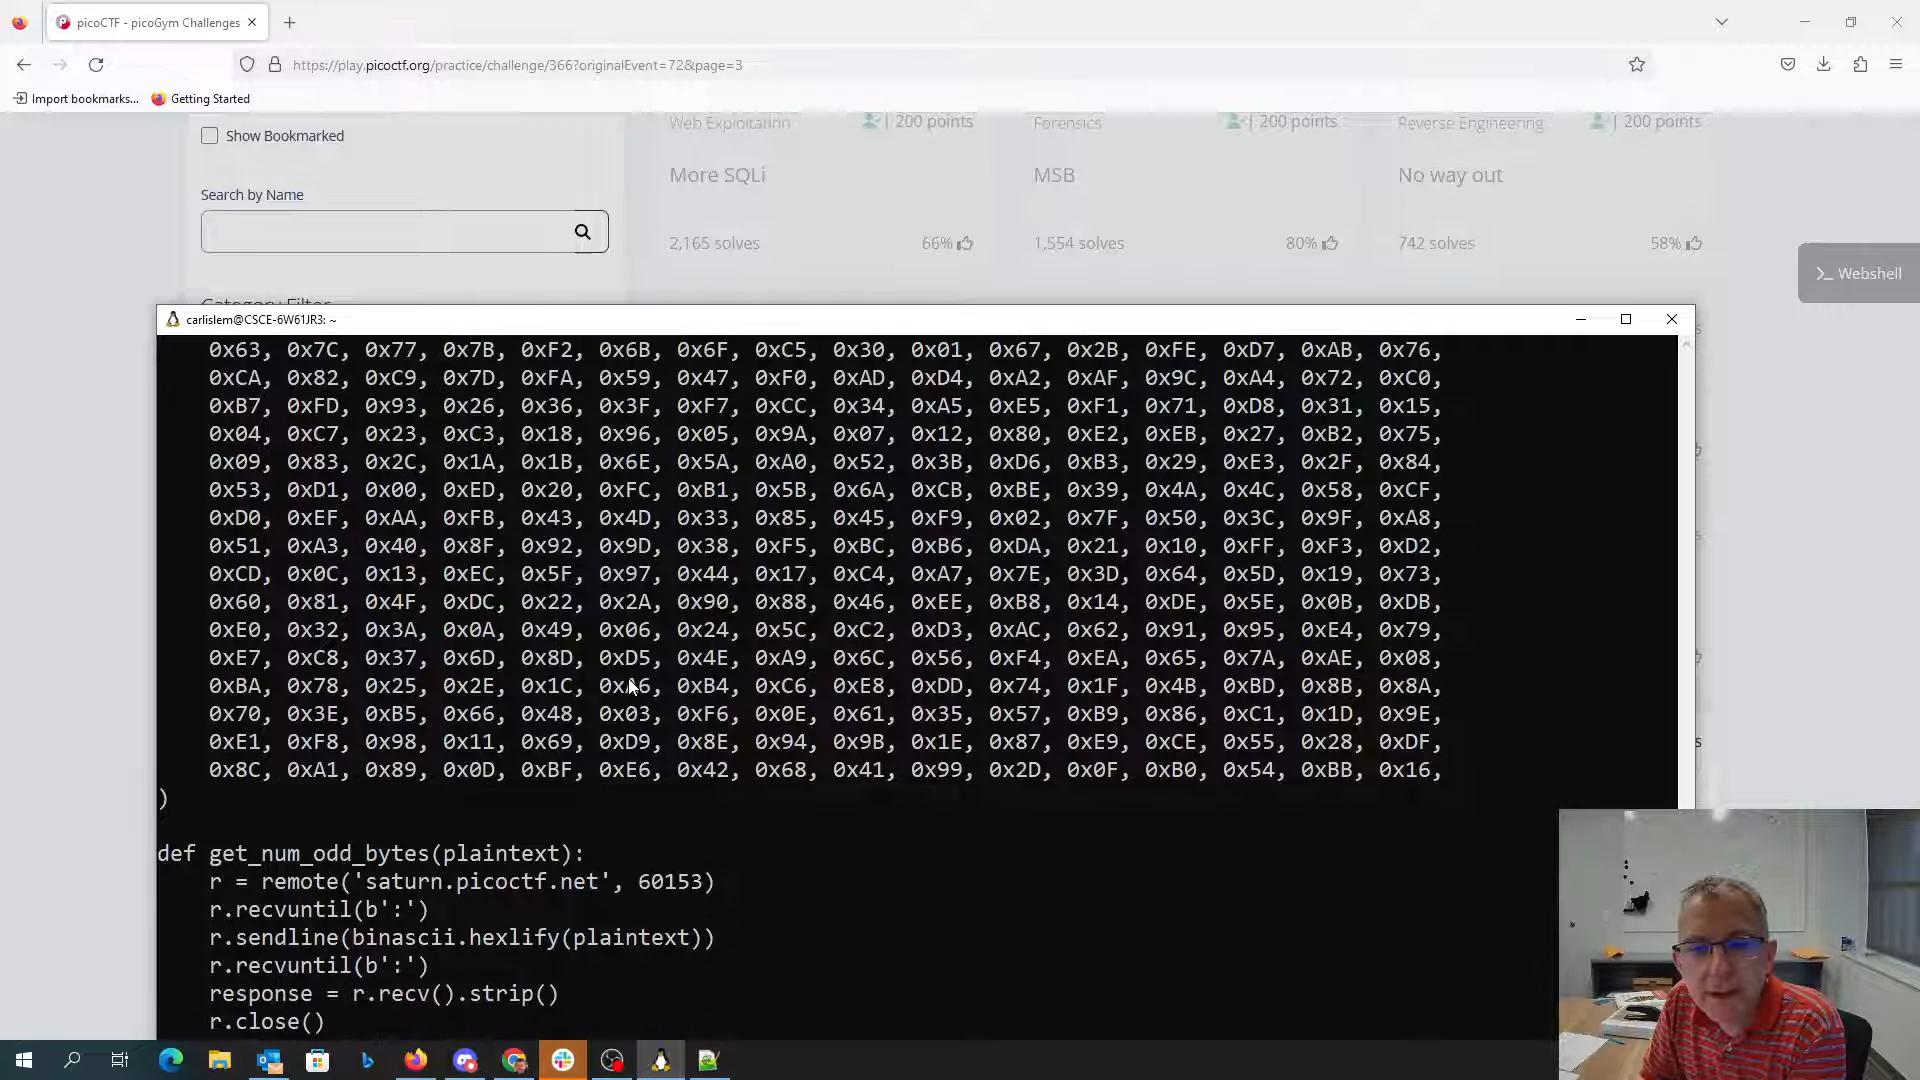 picoCTF - picoGym Challenges
https://play.picoctf.org/practice/challenge/366?originalEvent=72&page=3
Import bookmarks...
Getting Started
Show Bookmarked
Search by Name
Category Filter
Web Exploitation | 200 points
More SQLi
2,165 solves 66%
Forensics | 200 points
MSB
1,554 solves 80%
Reverse Engineering | 200 points
No way out
742 solves 58%
>_ Webshell
carlislem@CSCE-6W61JR3: ~
0x63, 0x7C, 0x77, 0x7B, 0xF2, 0x6B, 0x6F, 0xC5, 0x30, 0x01, 0x67, 0x2B, 0xFE, 0xD7, 0xAB, 0x76,
0xCA, 0x82, 0xC9, 0x7D, 0xFA, 0x59, 0x47, 0xF0, 0xAD, 0xD4, 0xA2, 0xAF, 0x9C, 0xA4, 0x72, 0xC0,
0xB7, 0xFD, 0x93, 0x26, 0x36, 0x3F, 0xF7, 0xCC, 0x34, 0xA5, 0xE5, 0xF1, 0x71, 0xD8, 0x31, 0x15,
0x04, 0xC7, 0x23, 0xC3, 0x18, 0x96, 0x05, 0x9A, 0x07, 0x12, 0x80, 0xE2, 0xEB, 0x27, 0xB2, 0x75,
0x09, 0x83, 0x2C, 0x1A, 0x1B, 0x6E, 0x5A, 0xA0, 0x52, 0x3B, 0xD6, 0xB3, 0x29, 0xE3, 0x2F, 0x84,
0x53, 0xD1, 0x00, 0xED, 0x20, 0xFC, 0xB1, 0x5B, 0x6A, 0xCB, 0xBE, 0x39, 0x4A, 0x4C, 0x58, 0xCF,
0xD0, 0xEF, 0xAA, 0xFB, 0x43, 0x4D, 0x33, 0x85, 0x45, 0xF9, 0x02, 0x7F, 0x50, 0x3C, 0x9F, 0xA8,
0x51, 0xA3, 0x40, 0x8F, 0x92, 0x9D, 0x38, 0xF5, 0xBC, 0xB6, 0xDA, 0x21, 0x10, 0xFF, 0xF3, 0xD2,
0xCD, 0x0C, 0x13, 0xEC, 0x5F, 0x97, 0x44, 0x17, 0xC4, 0xA7, 0x7E, 0x3D, 0x64, 0x5D, 0x19, 0x73,
0x60, 0x81, 0x4F, 0xDC, 0x22, 0x2A, 0x90, 0x88, 0x46, 0xEE, 0xB8, 0x14, 0xDE, 0x5E, 0x0B, 0xDB,
0xE0, 0x32, 0x3A, 0x0A, 0x49, 0x06, 0x24, 0x5C, 0xC2, 0xD3, 0xAC, 0x62, 0x91, 0x95, 0xE4, 0x79,
0xE7, 0xC8, 0x37, 0x6D, 0x8D, 0xD5, 0x4E, 0xA9, 0x6C, 0x56, 0xF4, 0xEA, 0x65, 0x7A, 0xAE, 0x08,
0xBA, 0x78, 0x25, 0x2E, 0x1C, 0xA6, 0xB4, 0xC6, 0xE8, 0xDD, 0x74, 0x1F, 0x4B, 0xBD, 0x8B, 0x8A,
0x70, 0x3E, 0xB5, 0x66, 0x48, 0x03, 0xF6, 0x0E, 0x61, 0x35, 0x57, 0xB9, 0x86, 0xC1, 0x1D, 0x9E,
0xE1, 0xF8, 0x98, 0x11, 0x69, 0xD9, 0x8E, 0x94, 0x9B, 0x1E, 0x87, 0xE9, 0xCE, 0x55, 0x28, 0xDF,
0x8C, 0xA1, 0x89, 0x0D, 0xBF, 0xE6, 0x42, 0x68, 0x41, 0x99, 0x2D, 0x0F, 0xB0, 0x54, 0xBB, 0x16,
)
def get_num_odd_bytes(plaintext):
r = remote('saturn.picoctf.net', 60153)
r.recvuntil(b':')
r.sendline(binascii.hexlify(plaintext))
r.recvuntil(b':')
response = r.recv().strip()
r.close()